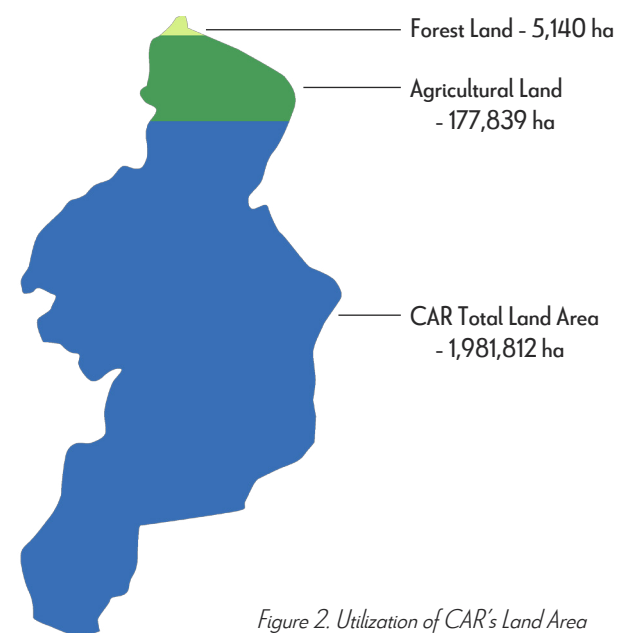 Forest Land - 5,140 ha
Agricultural Land
- 177,839 ha
CAR Total Land Area
- 1,981,812 ha
Figure 2. Utilization of CAR's Land Area